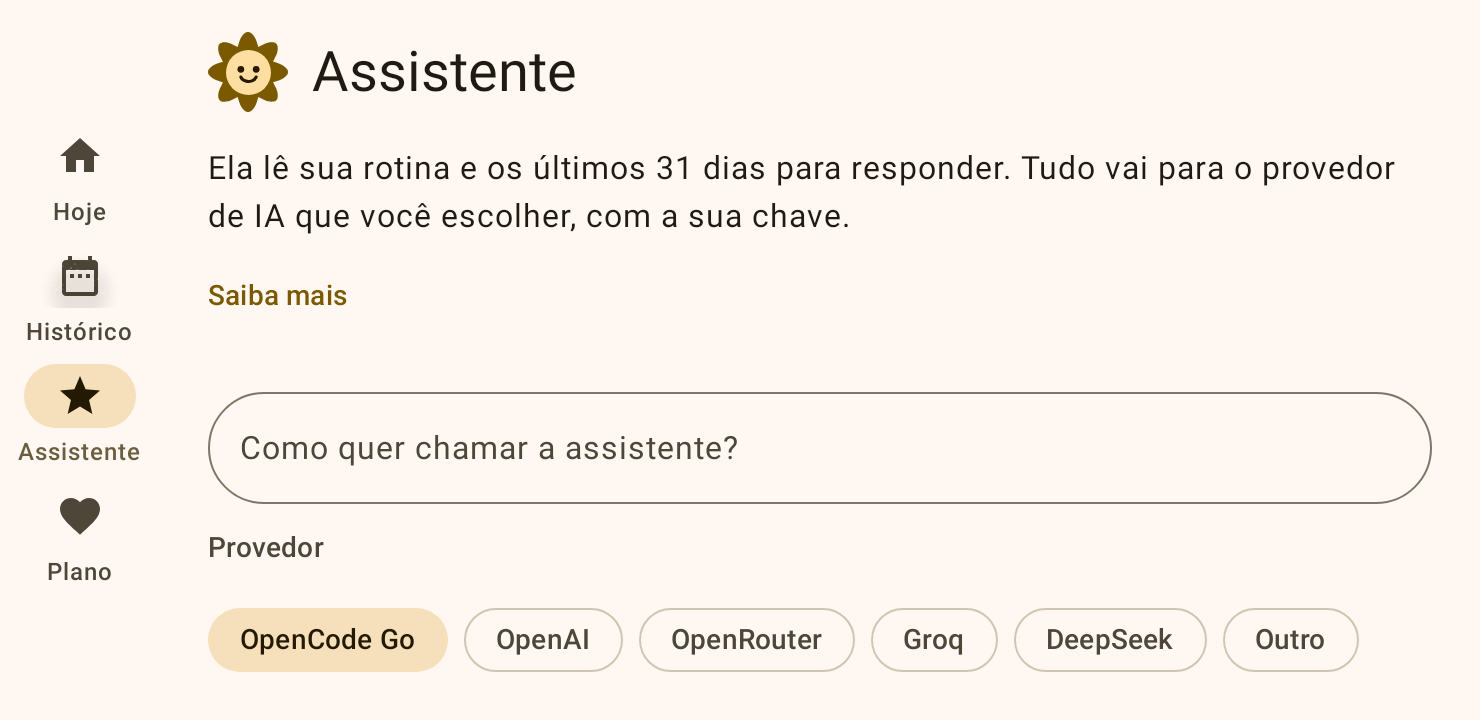 Assistente
Ela lê sua rotina e os últimos 31 dias para responder. Tudo vai para o provedor
de IA que você escolher, com a sua chave.
Saiba mais
Como quer chamar a assistente?
Provedor
OpenCode Go
OpenAI
OpenRouter
Groq
DeepSeek
Outro
Hoje
Histórico
Assistente
Plano